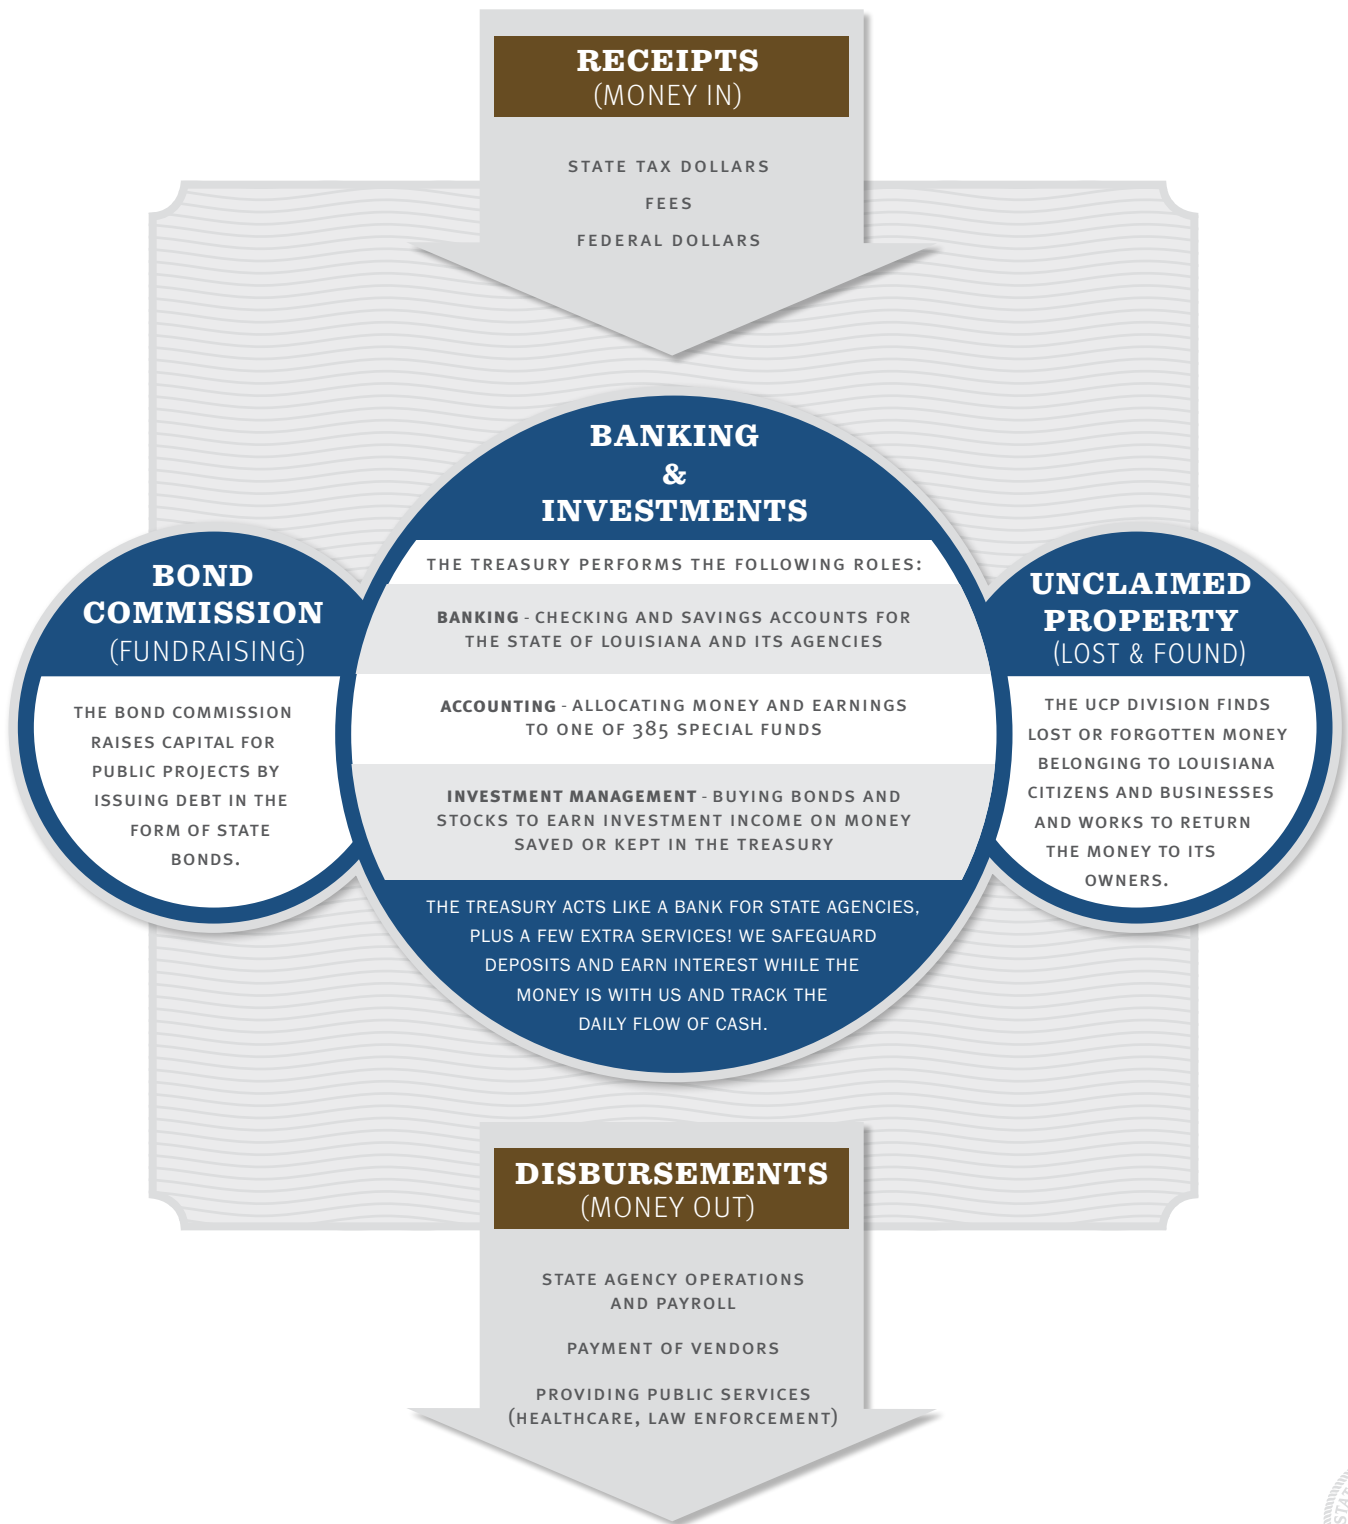 RECEIPTS
(MONEY IN)
STATE TAX DOLLARS
FEES
FEDERAL DOLLARS
BANKING
&
INVESTMENTS
THE TREASURY PERFORMS THE FOLLOWING ROLES:
BANKING - CHECKING AND SAVINGS ACCOUNTS FOR
THE STATE OF LOUISIANA AND ITS AGENCIES
ACCOUNTING - ALLOCATING MONEY AND EARNINGS
TO ONE OF 385 SPECIAL FUNDS
INVESTMENT MANAGEMENT - BUYING BONDS AND
STOCKS TO EARN INVESTMENT INCOME ON MONEY
SAVED OR KEPT IN THE TREASURY
THE TREASURY ACTS LIKE A BANK FOR STATE AGENCIES,
PLUS A FEW EXTRA SERVICES! WE SAFEGUARD
DEPOSITS AND EARN INTEREST WHILE THE
MONEY IS WITH US AND TRACK THE
DAILY FLOW OF CASH.
BOND
COMMISSION
(FUNDRAISING)
THE BOND COMMISSION
RAISES CAPITAL FOR
PUBLIC PROJECTS BY
ISSUING DEBT IN THE
FORM OF STATE
BONDS.
UNCLAIMED
PROPERTY
(LOST & FOUND)
THE UCP DIVISION FINDS
LOST OR FORGOTTEN MONEY
BELONGING TO LOUISIANA
CITIZENS AND BUSINESSES
AND WORKS TO RETURN
THE MONEY TO ITS
OWNERS.
DISBURSEMENTS
(MONEY OUT)
STATE AGENCY OPERATIONS
AND PAYROLL
PAYMENT OF VENDORS
PROVIDING PUBLIC SERVICES
(HEALTHCARE, LAW ENFORCEMENT)